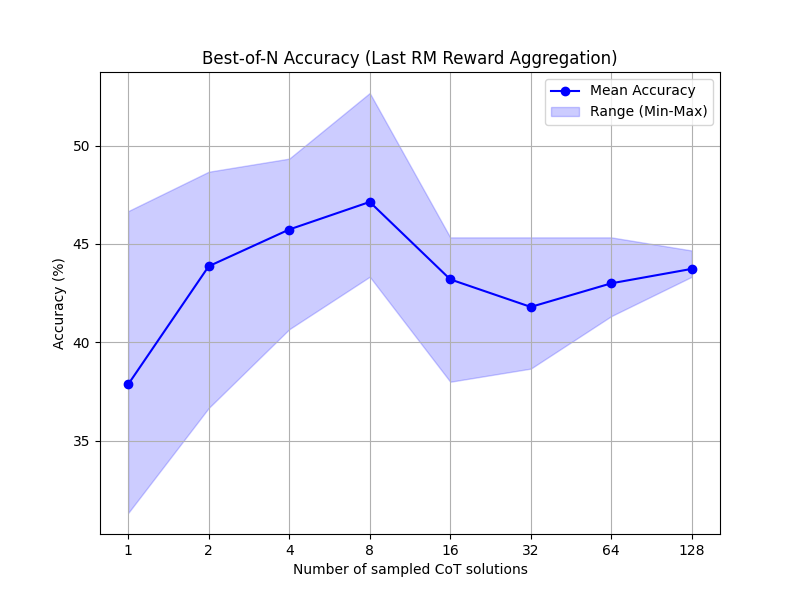 Best-of-N Accuracy (Last RM Reward Aggregation)
Mean Accuracy
Range (Min-Max)
Accuracy (%)
50
45
40
35
1 2 4 8 16 32 64 128
Number of sampled CoT solutions